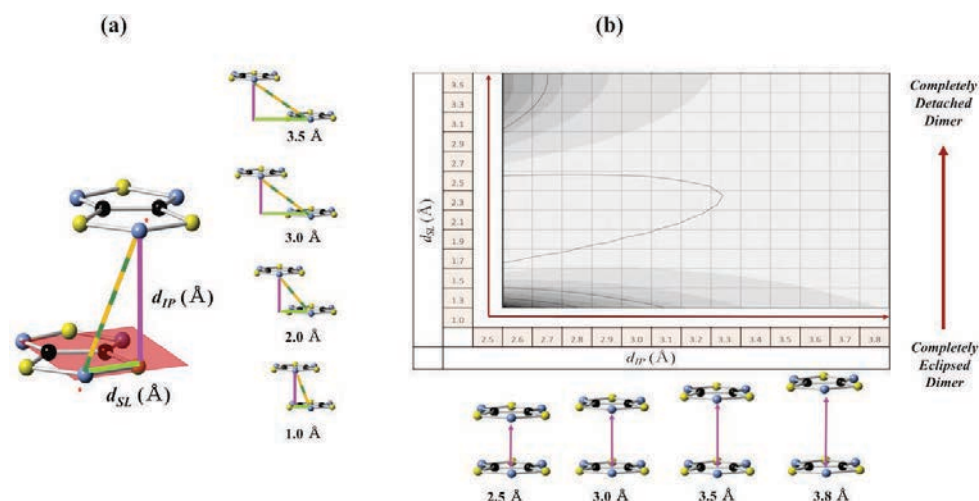 (a)
3.5 Å
3.0 Å
2.0 Å
1.0 Å
d_IP (Å)
d_SL (Å)
(b)
d_SL (Å)
3.5
3.3
3.1
2.9
2.7
2.5
2.3
2.1
1.9
1.7
1.5
1.3
1.0
2.5 2.6 2.7 2.8 2.9 3.0 3.1 3.2 3.3 3.4 3.5 3.6 3.7 3.8
d_IP (Å)
Completely
Detached
Dimer
Completely
Eclipsed
Dimer
2.5 Å 3.0 Å 3.5 Å 3.8 Å